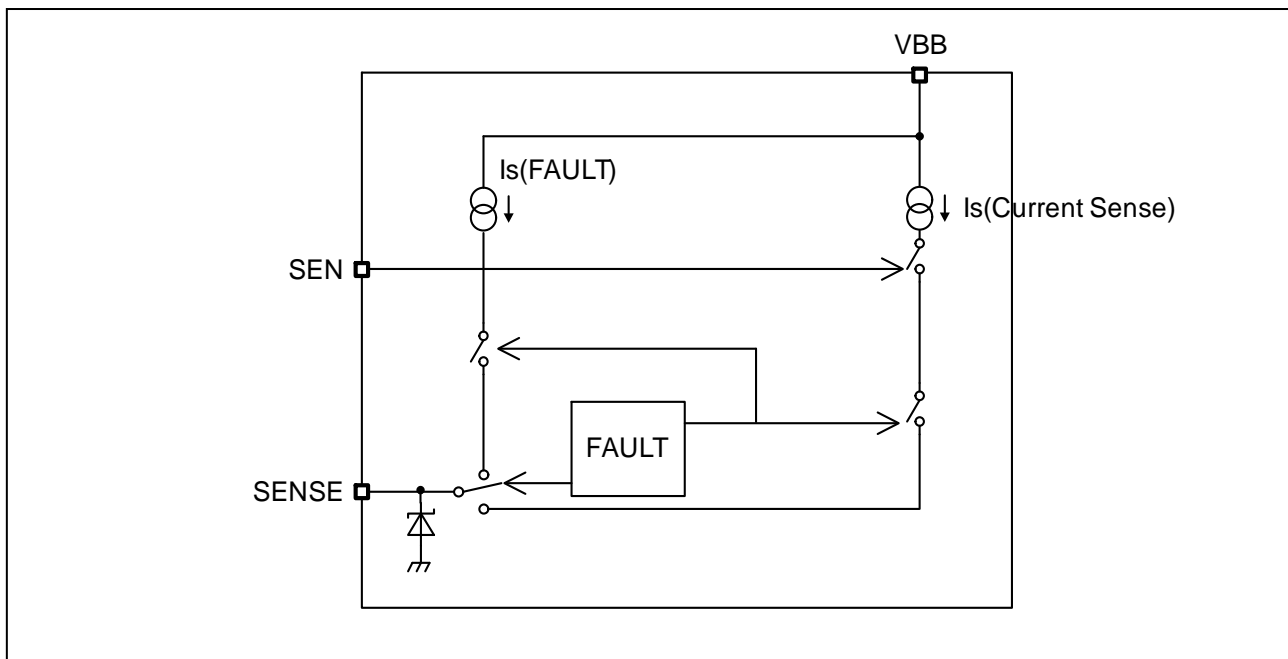 VBB
Is(FAULT)
Is(Current Sense)
SEN
FAULT
SENSE